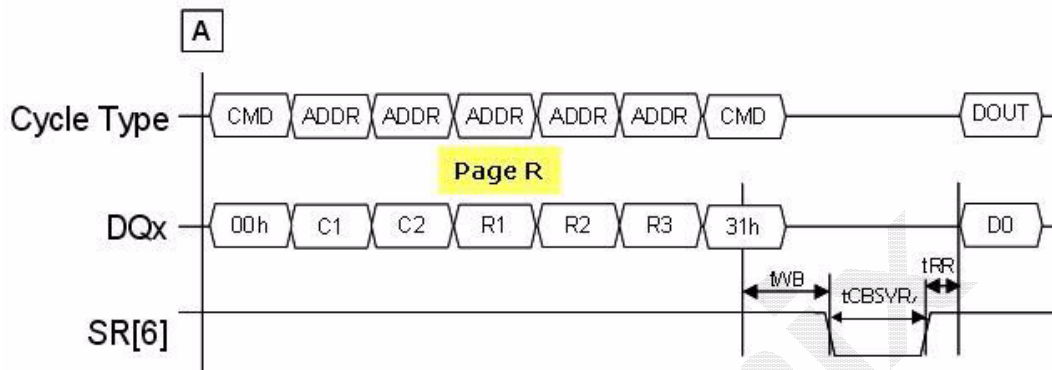 A
Cycle Type CMD ADDR ADDR ADDR ADDR ADDR CMD DOUT
Page R
DQx 00h C1 C2 R1 R2 R3 31h D0
tWB tRR
tCBSYR
SR[6]